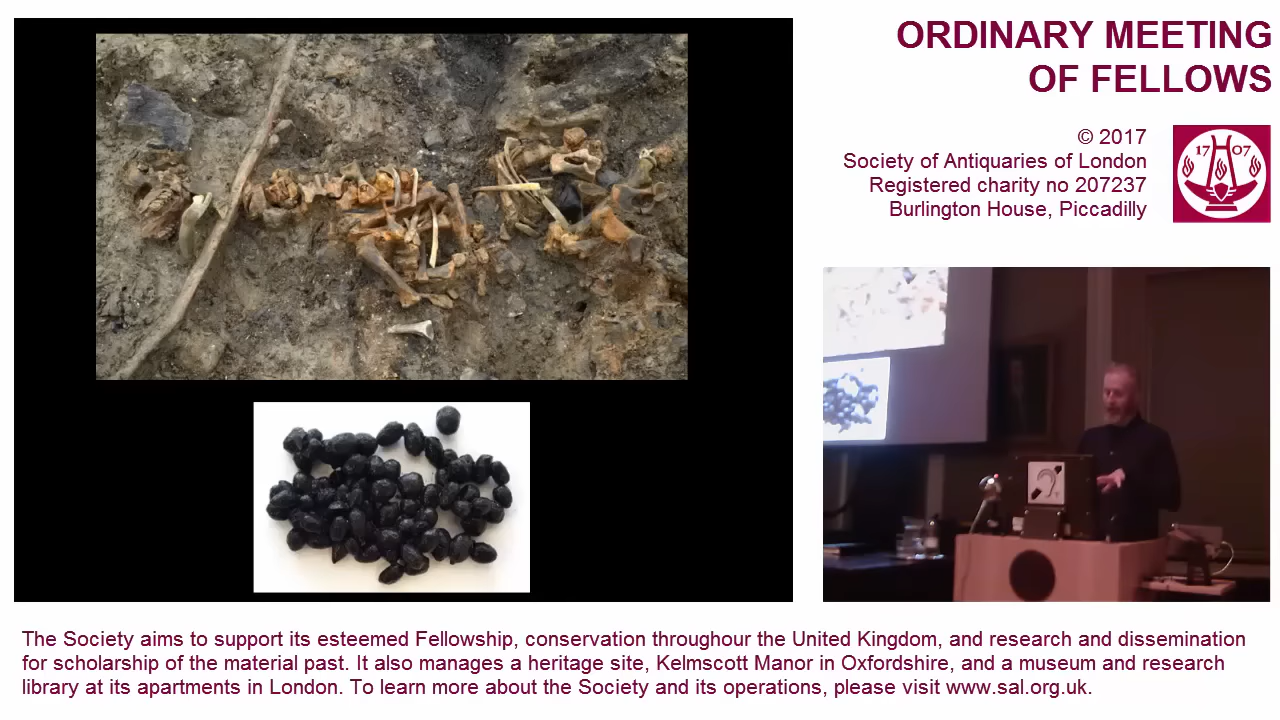 ORDINARY MEETING
OF FELLOWS
© 2017
Society of Antiquaries of London
Registered charity no 207237
Burlington House, Piccadilly
17 07
The Society aims to support its esteemed Fellowship, conservation throughour the United Kingdom, and research and dissemination
for scholarship of the material past. It also manages a heritage site, Kelmscott Manor in Oxfordshire, and a museum and research
library at its apartments in London. To learn more about the Society and its operations, please visit www.sal.org.uk.